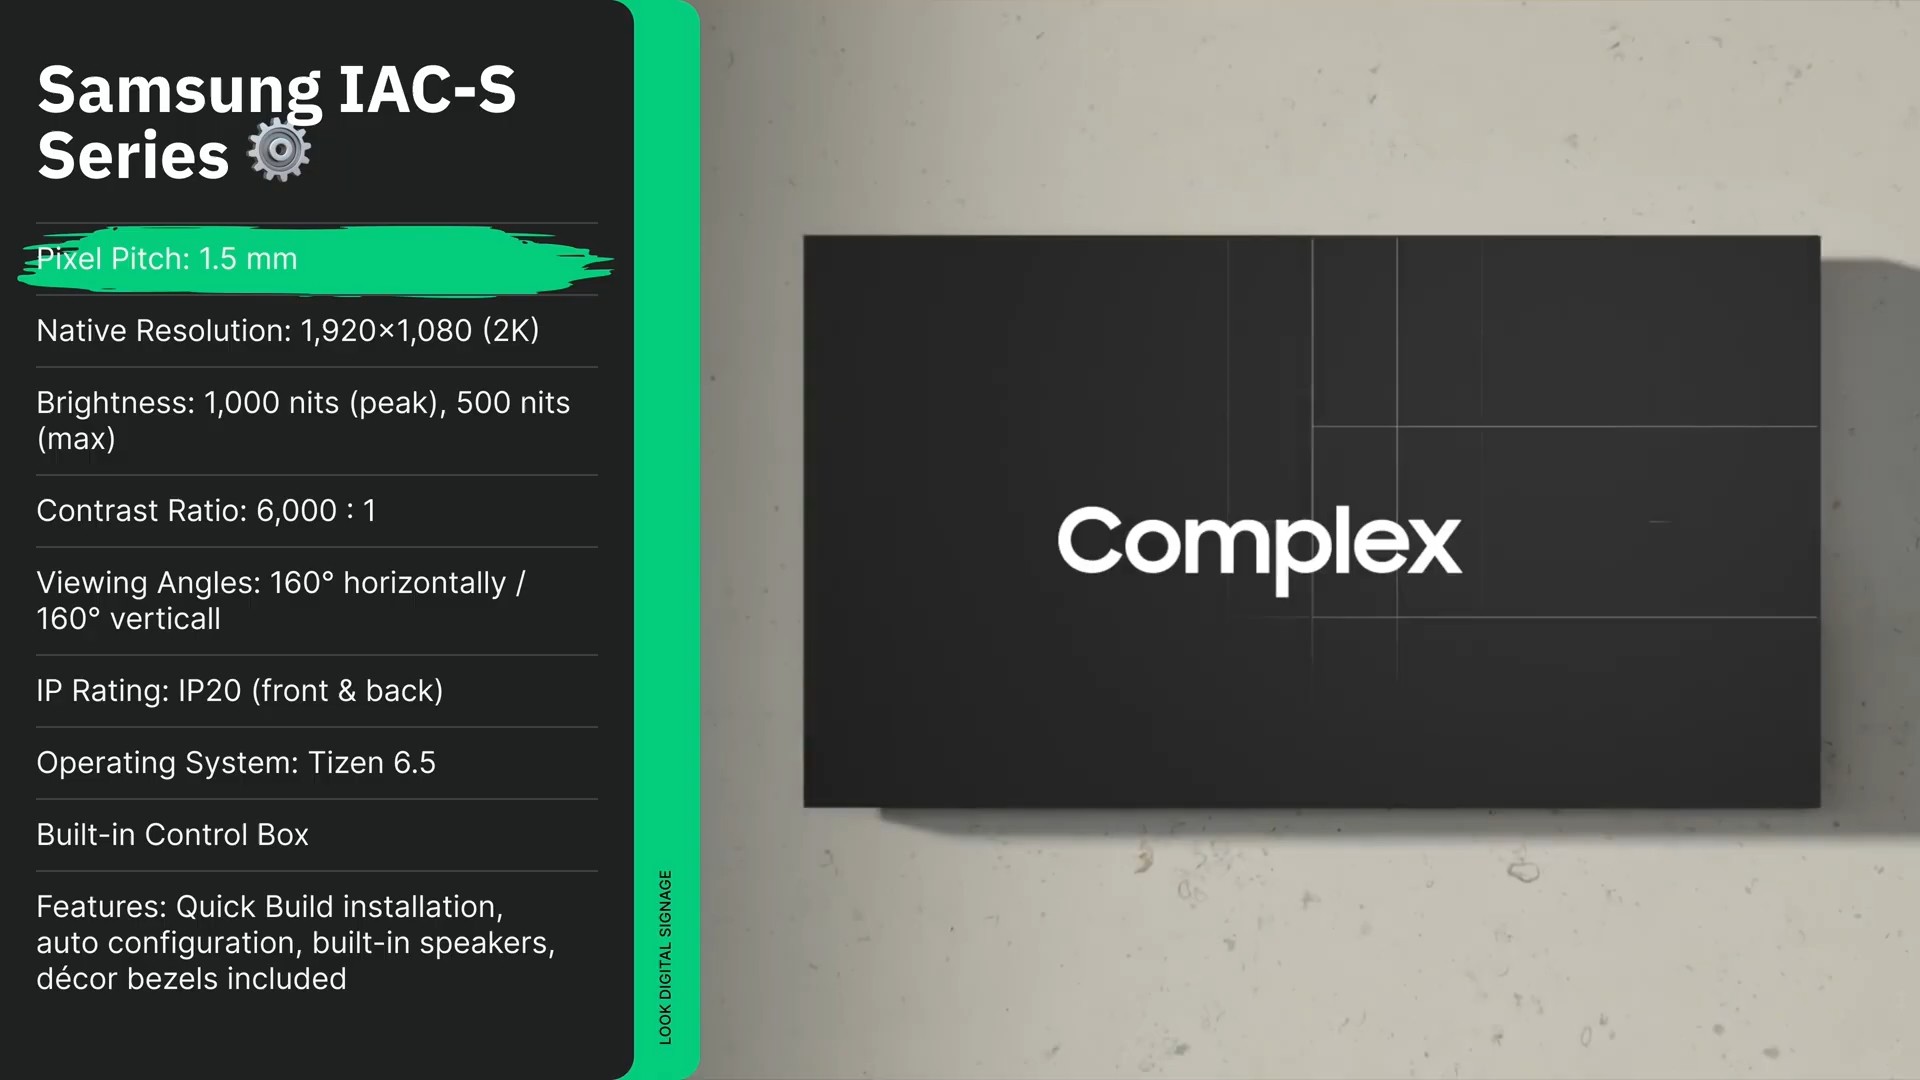 Samsung IAC-S
Series
Pixel Pitch: 1.5 mm
Native Resolution: 1,920×1,080 (2K)
Brightness: 1,000 nits (peak), 500 nits
(max)
Contrast Ratio: 6,000 : 1
Viewing Angles: 160° horizontally /
160° verticall
IP Rating: IP20 (front & back)
Operating System: Tizen 6.5
Built-in Control Box
Features: Quick Build installation,
auto configuration, built-in speakers,
décor bezels included
LOOK DIGITAL SIGNAGE
Complex